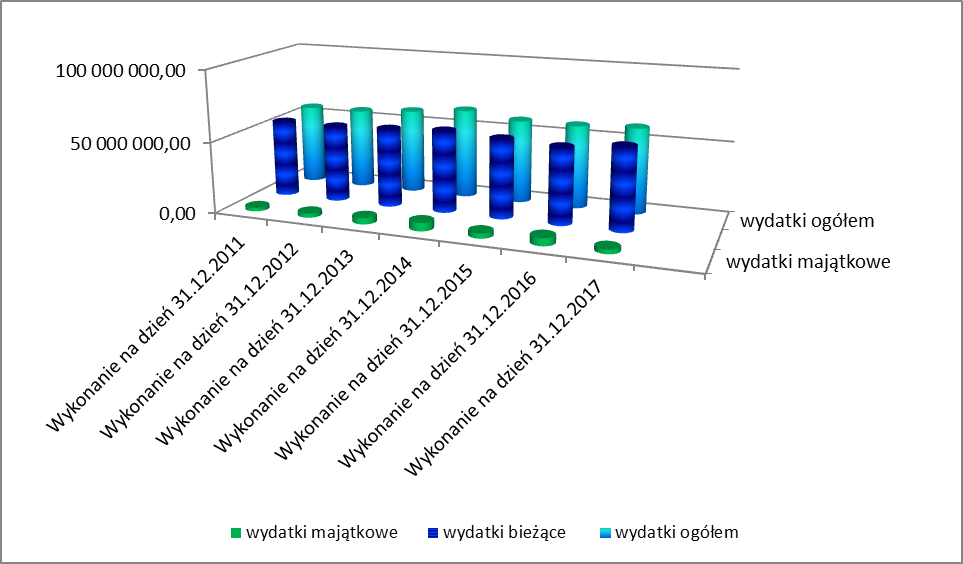 100 000 000,00
50 000 000,00
0,00
wydatki ogółem
wydatki majątkowe
Wykonanie na dzień 31.12.2011
Wykonanie na dzień 31.12.2012
Wykonanie na dzień 31.12.2013
Wykonanie na dzień 31.12.2014
Wykonanie na dzień 31.12.2015
Wykonanie na dzień 31.12.2016
Wykonanie na dzień 31.12.2017
wydatki majątkowe wydatki bieżące wydatki ogółem